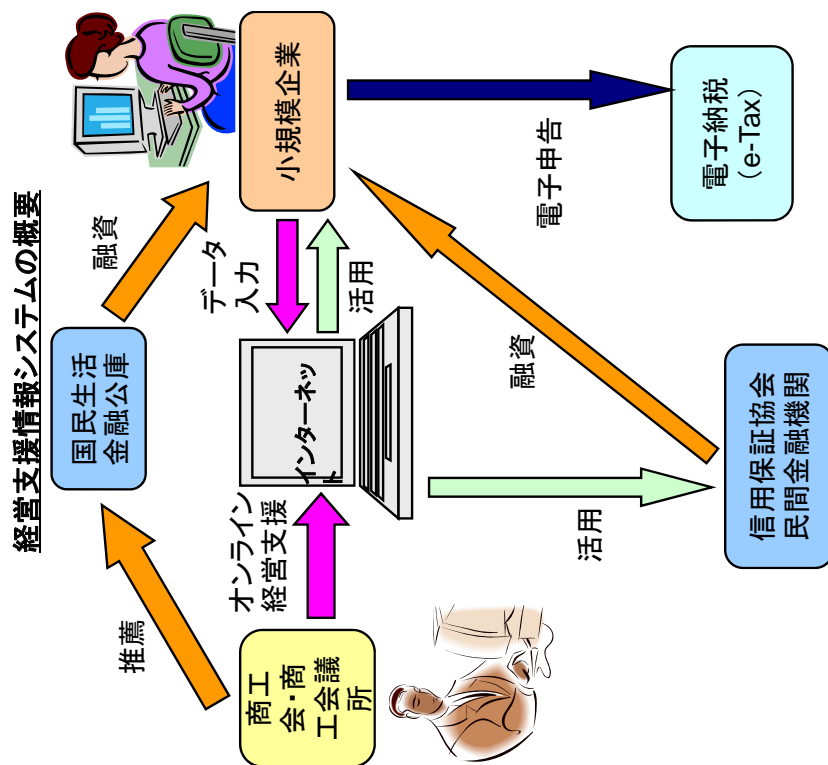 経営支援情報システムの概要
国民生活
金融公庫
推薦
融資
商工
会・商
工会議
所
オンライン
経営支援
インターネッ
ト
データ
入力
活用
小規模企業
活用
融資
電子申告
信用保証協会
民間金融機関
電子納税
（e-Tax）